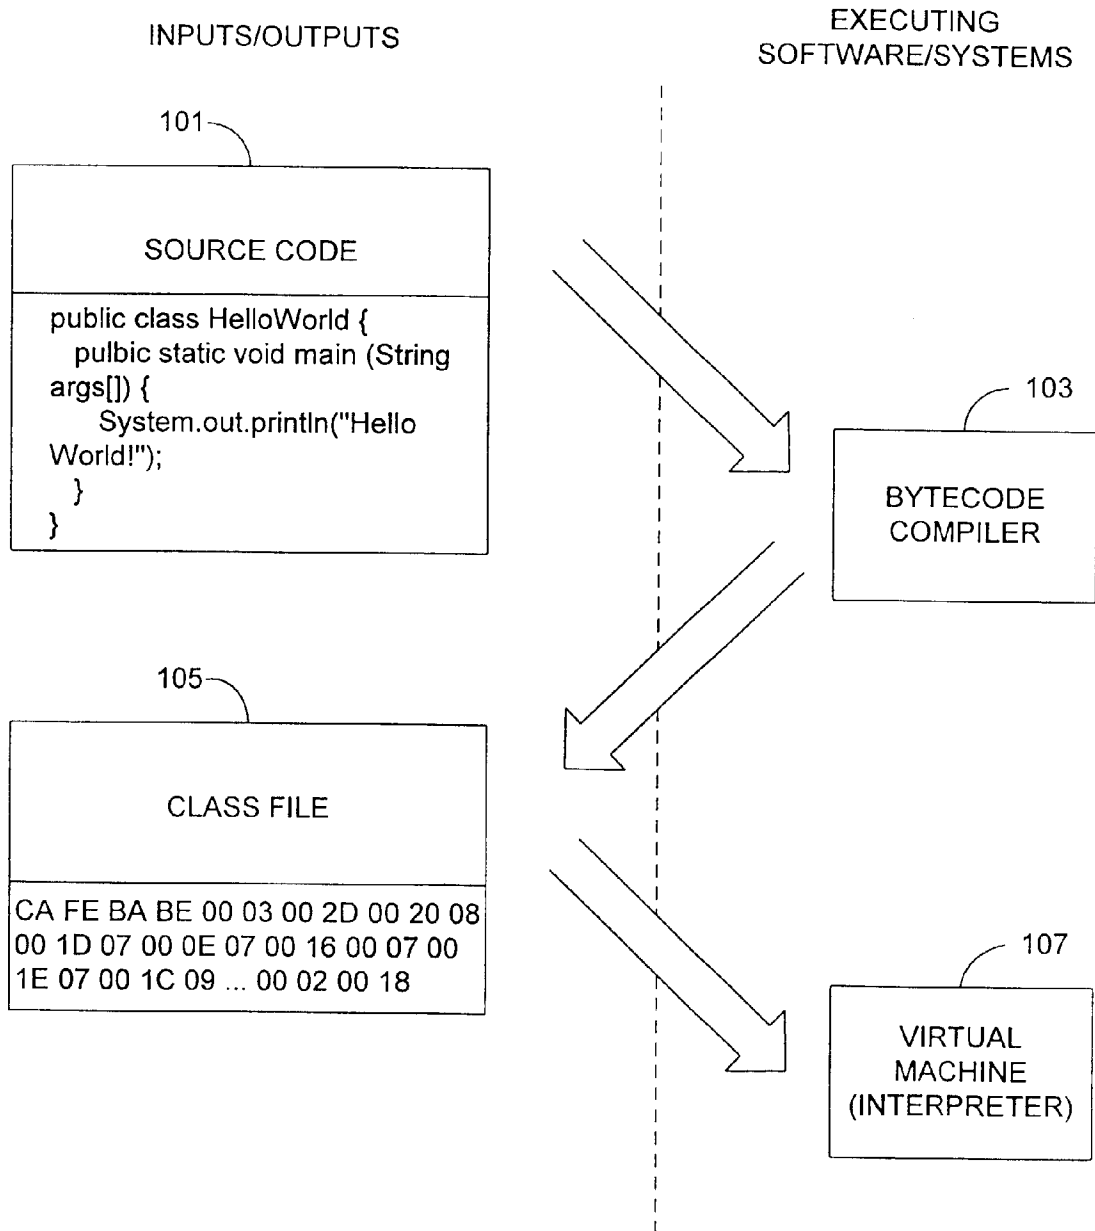 INPUTS/OUTPUTS
EXECUTING
SOFTWARE/SYSTEMS
101
SOURCE CODE
public class HelloWorld {
pulbic static void main (String
args[]) {
System.out.println("Hello
World!");
}
}
103
BYTECODE
COMPILER
105
CLASS FILE
CA FE BA BE 00 03 00 2D 00 20 08
00 1D 07 00 0E 07 00 16 00 07 00
1E 07 00 1C 09 ... 00 02 00 18
107
VIRTUAL
MACHINE
(INTERPRETER)